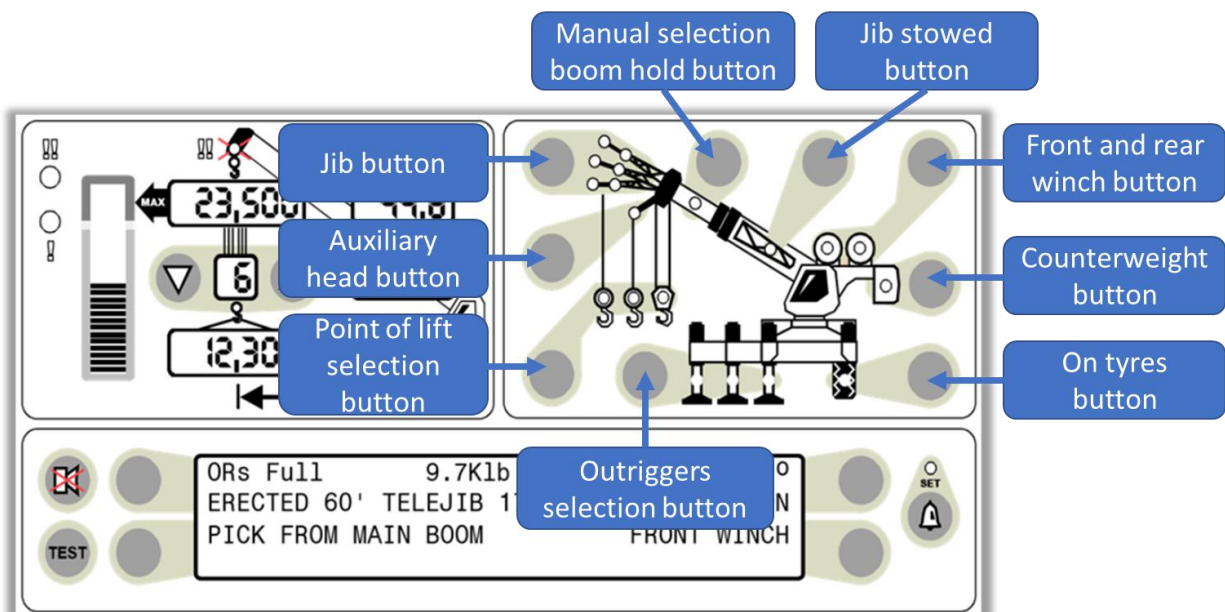 Manual selection
boom hold button
Jib stowed
button
Jib button
Front and rear
winch button
Auxiliary
head button
Counterweight
button
Point of lift
selection
button
On tyres
button
Outriggers
selection button
!!
!!
!
MAX
23,500
6
12,30
ORs Full 9.7Klb
ERECTED 60' TELEJIB
PICK FROM MAIN BOOM FRONT WINCH
SET
TEST